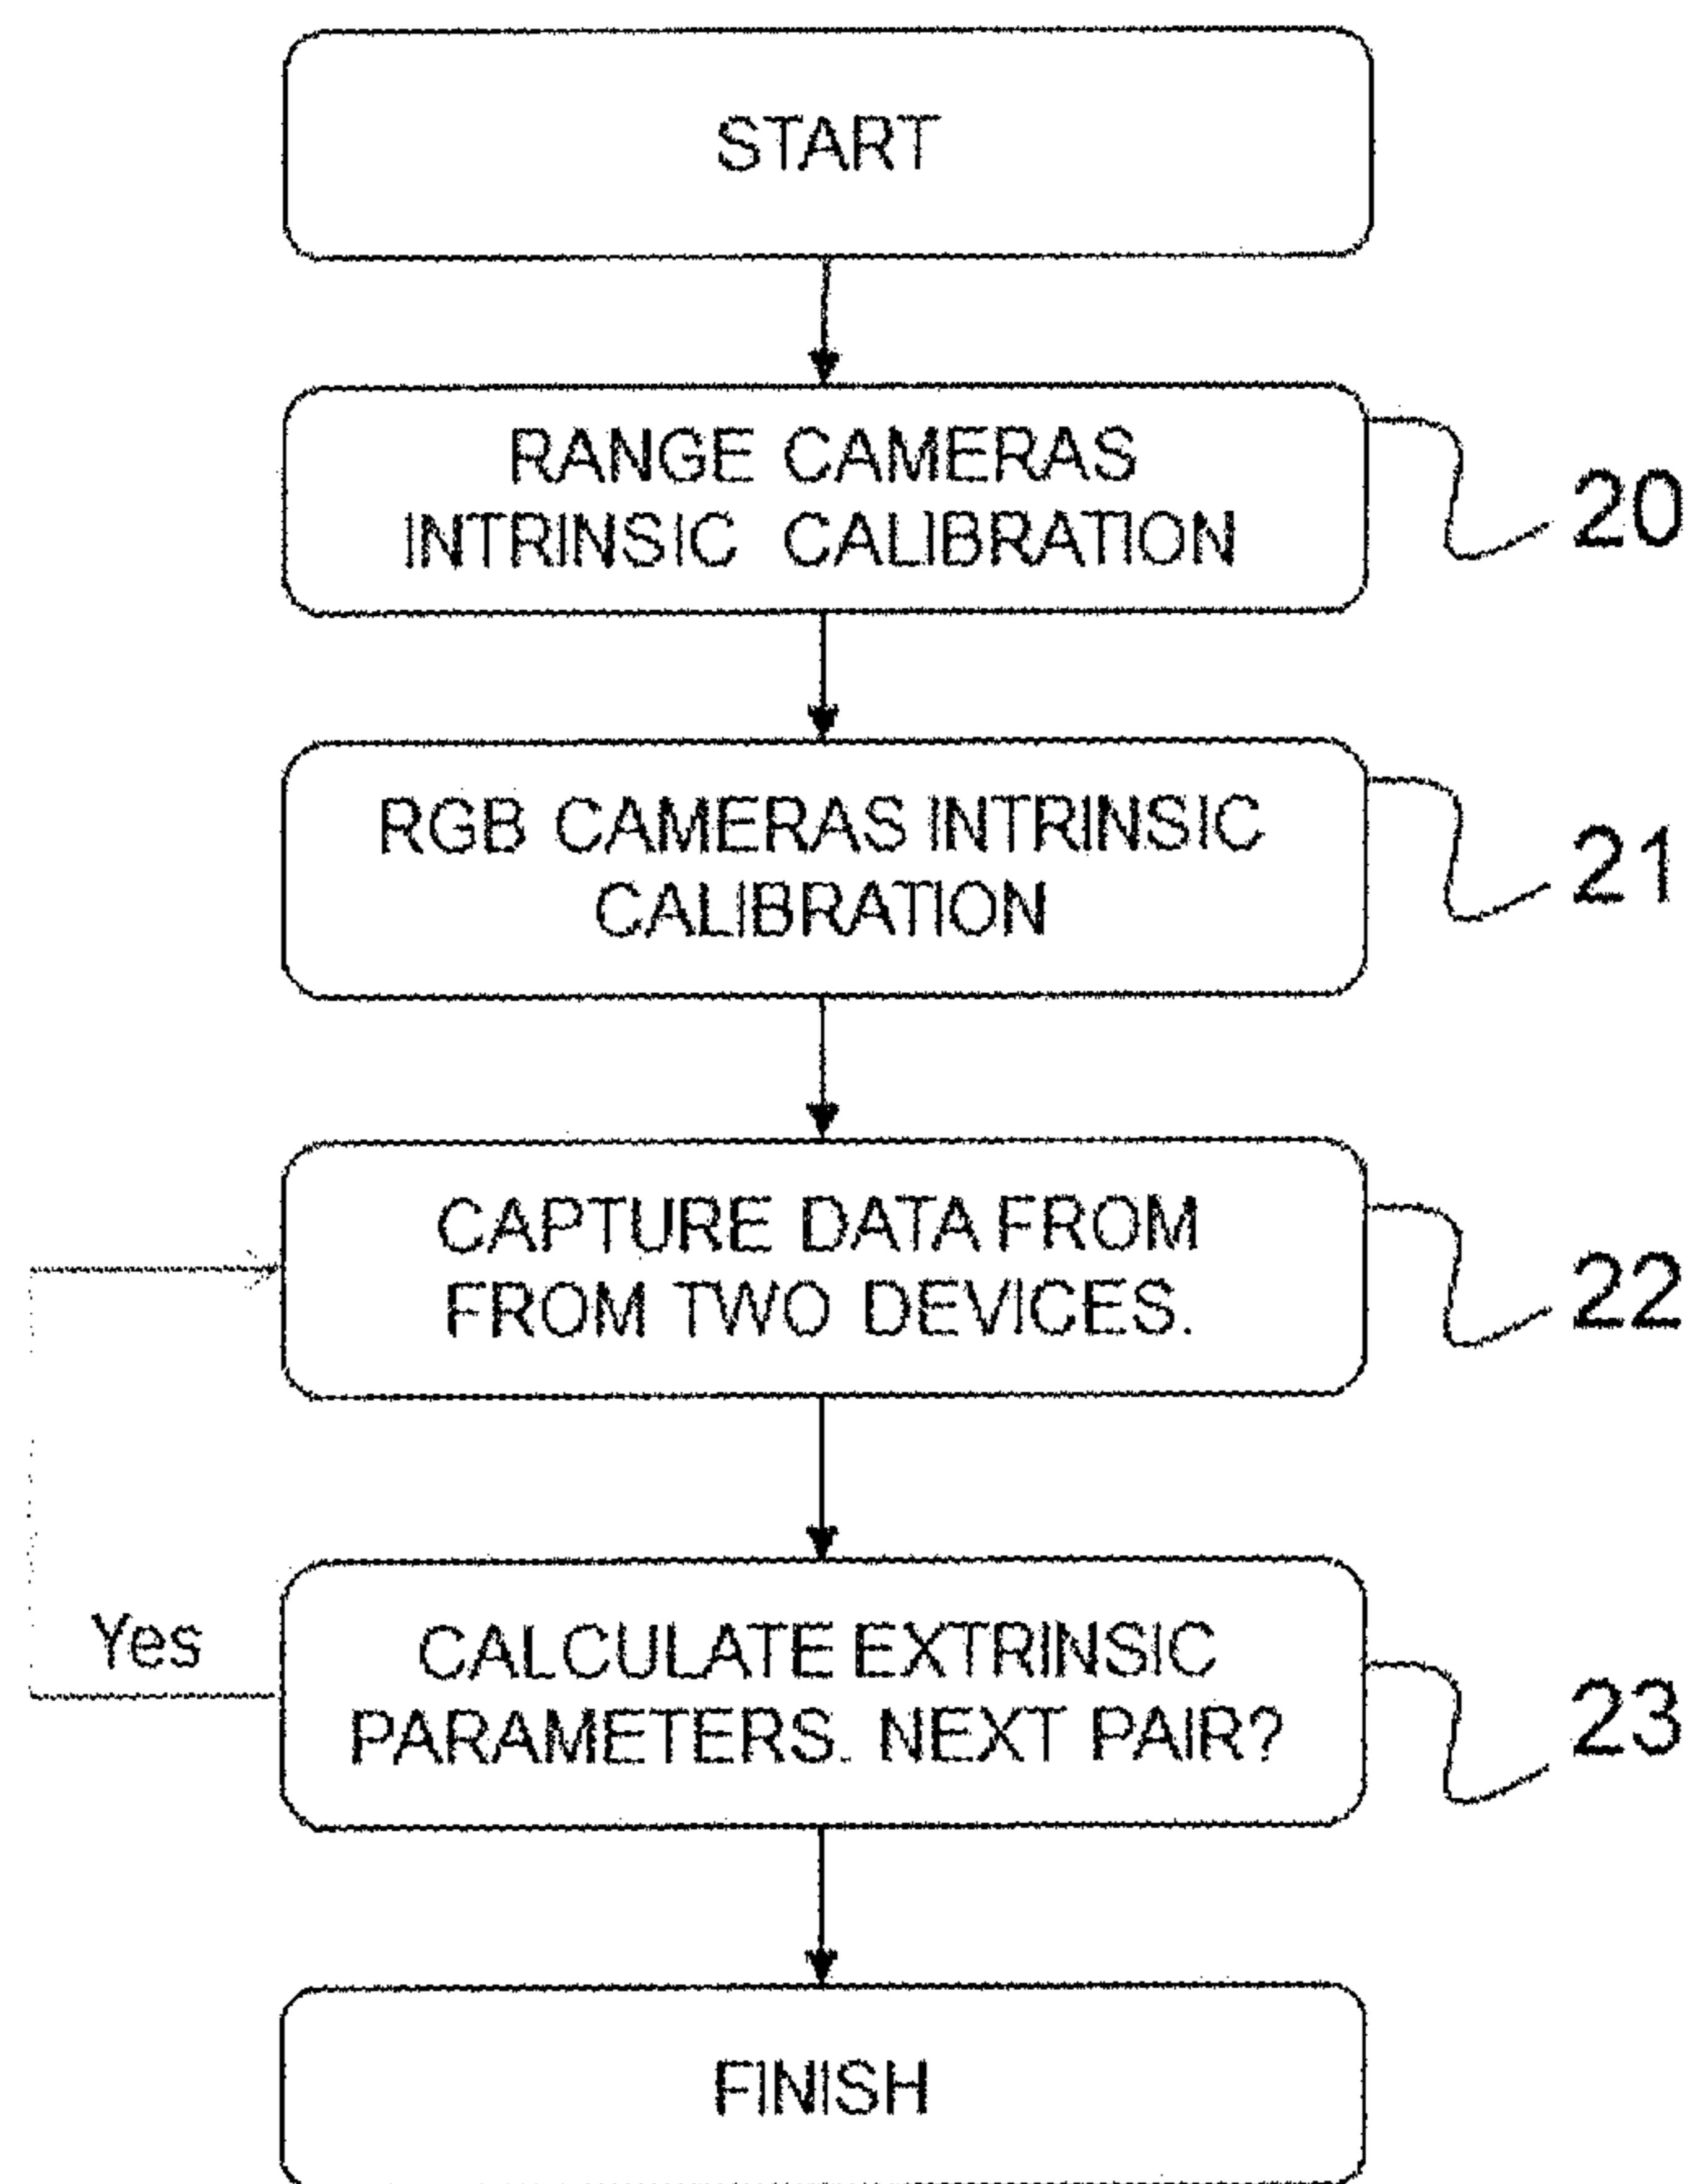 START
RANGE CAMERAS
INTRINSIC CALIBRATION
20
RGB CAMERAS INTRINSIC
CALIBRATION
21
CAPTURE DATA FROM
FROM TWO DEVICES.
22
Yes
CALCULATE EXTRINSIC
PARAMETERS. NEXT PAIR?
23
FINISH